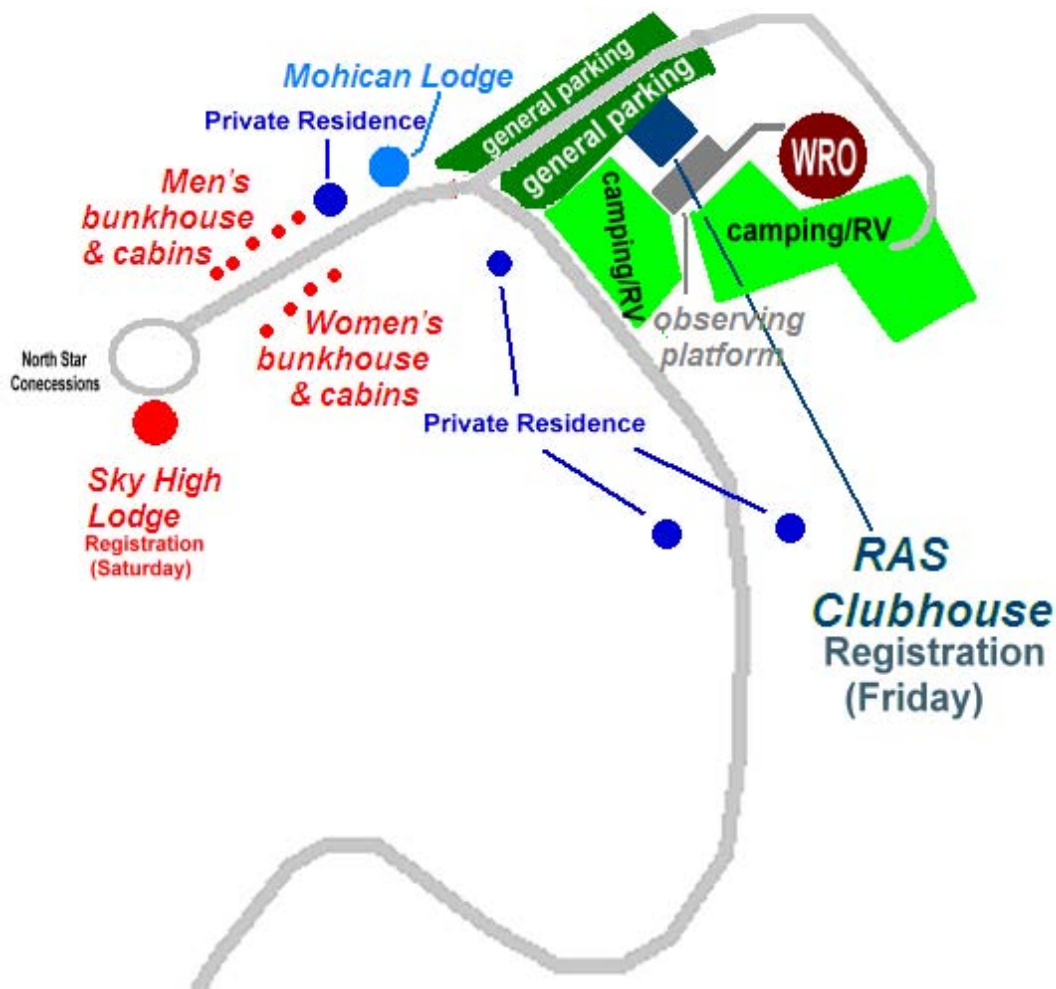 general parking
general parking
Mohican Lodge
Private Residence
WRO
Men's
bunkhouse
& cabins
camping/RV
camping/RV
observing
platform
Women's
bunkhouse
& cabins
North Star
Conecessions
Private Residence
Sky High
Lodge
Registration
(Saturday)
RAS
Clubhouse
Registration
(Friday)